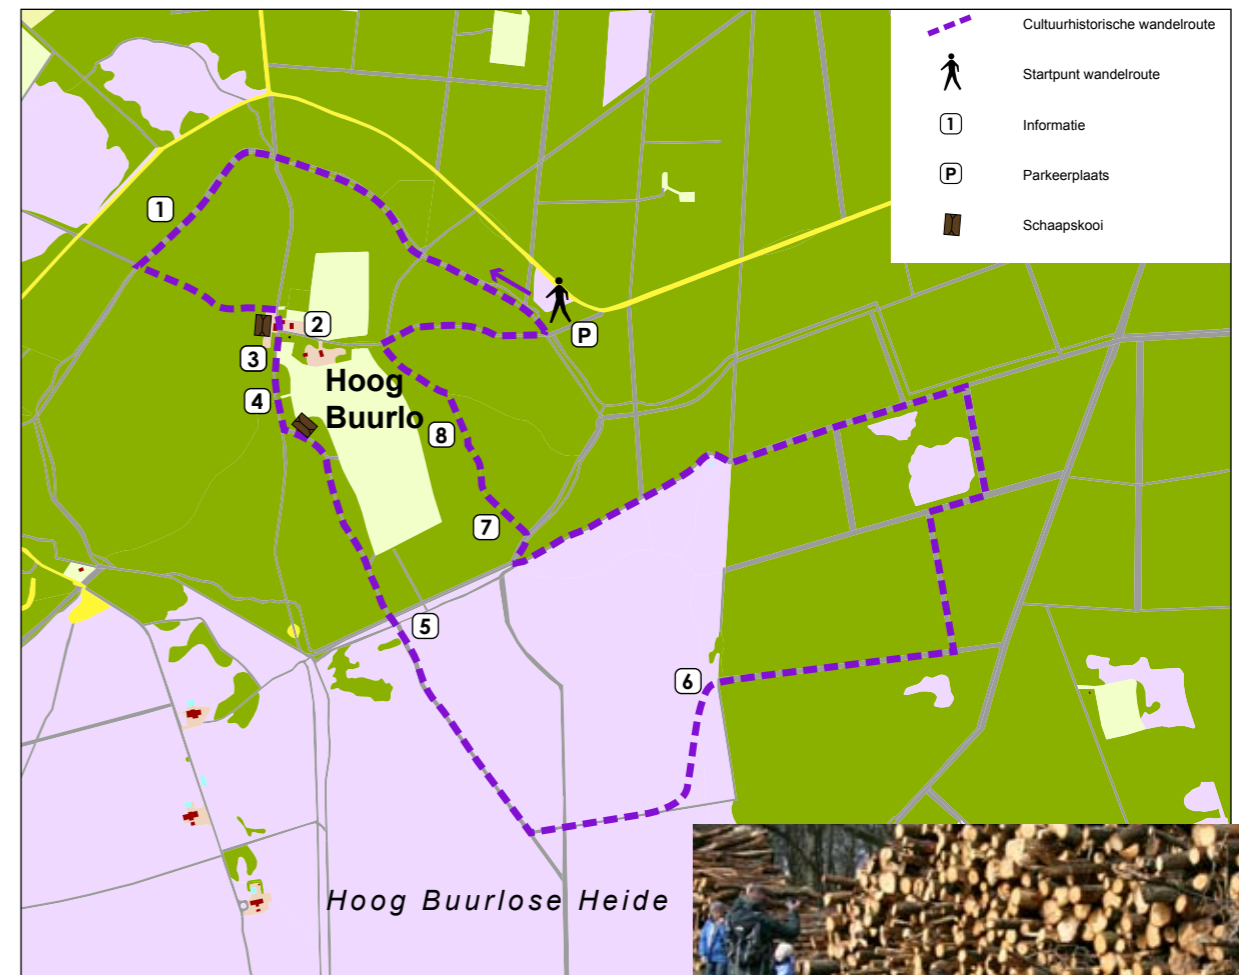 Cultuurhistorische wandelroute
Startpunt wandelroute
1 Informatie
P Parkeerplaats
Schaapskooi
1
2
P
3
Hoog
Buurlo
4
8
7
5
6
Hoog Buurlose Heide